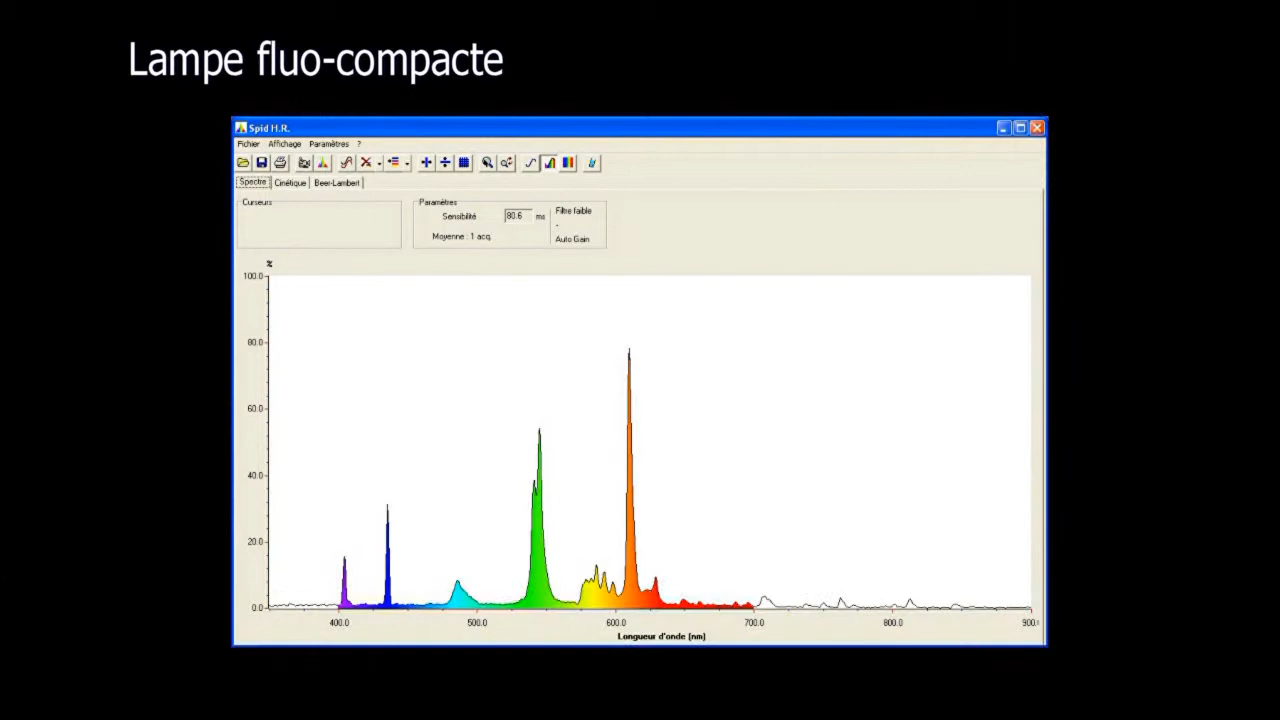 Lampe fluo-compacte
Spid H.R.
Fichier Affichage Paramètres ?
Spectre Cinétique Beer-Lambert
Curseurs
Paramètres
Sensibilité 80.6 ms
Moyenne : 1 acq.
Filtre faible
-
Auto Gain
%
100.0
80.0
60.0
40.0
20.0
0.0
400.0 500.0 600.0 700.0 800.0 900.0
Longueur d'onde (nm)